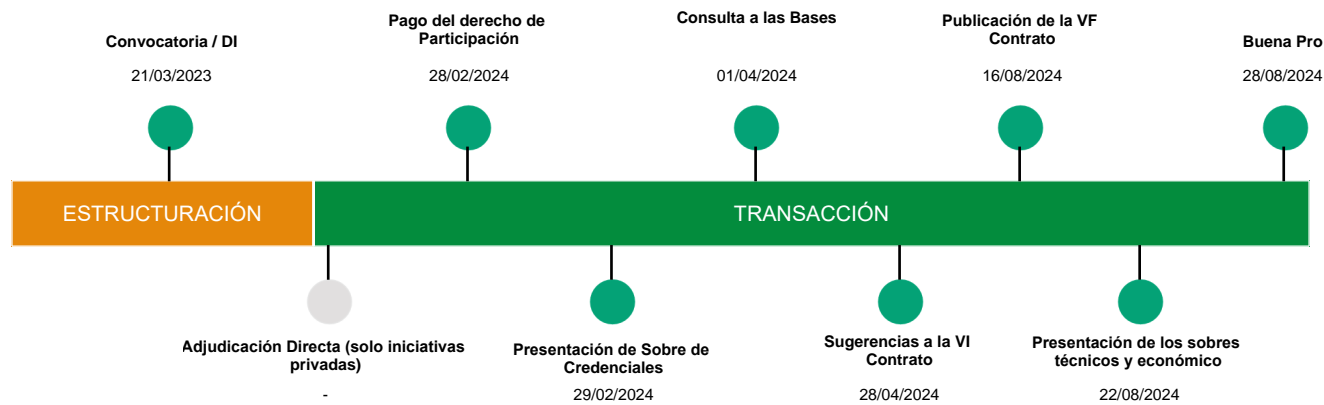 Convocatoria / DI
21/03/2023
Pago del derecho de
Participación
28/02/2024
Consulta a las Bases
01/04/2024
Publicación de la VF
Contrato
16/08/2024
Buena Pro
28/08/2024
ESTRUCTURACIÓN
TRANSACCIÓN
Adjudicación Directa (solo iniciativas
privadas)
-
Presentación de Sobre de
Credenciales
29/02/2024
Sugerencias a la VI
Contrato
28/04/2024
Presentación de los sobres
técnicos y económico
22/08/2024